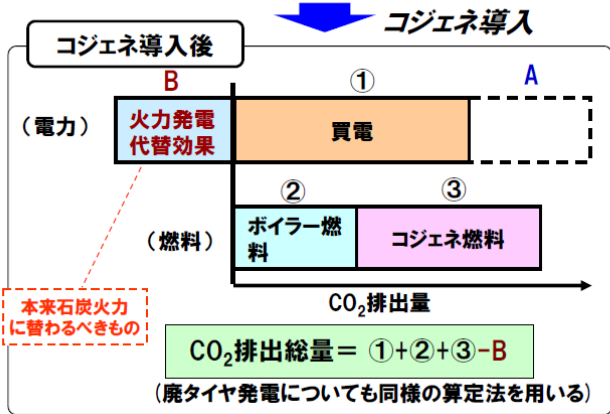 コジェネ導入
コジェネ導入後
B
①
A
(電力)
火力発電
代替効果
買電
②
③
(燃料)
ボイラー燃
料
コジェネ燃料
本来石炭火力
に替わるべきもの
CO₂排出量
CO₂排出総量= ①+②+③-B
(廃タイヤ発電についても同様の算定法を用いる)